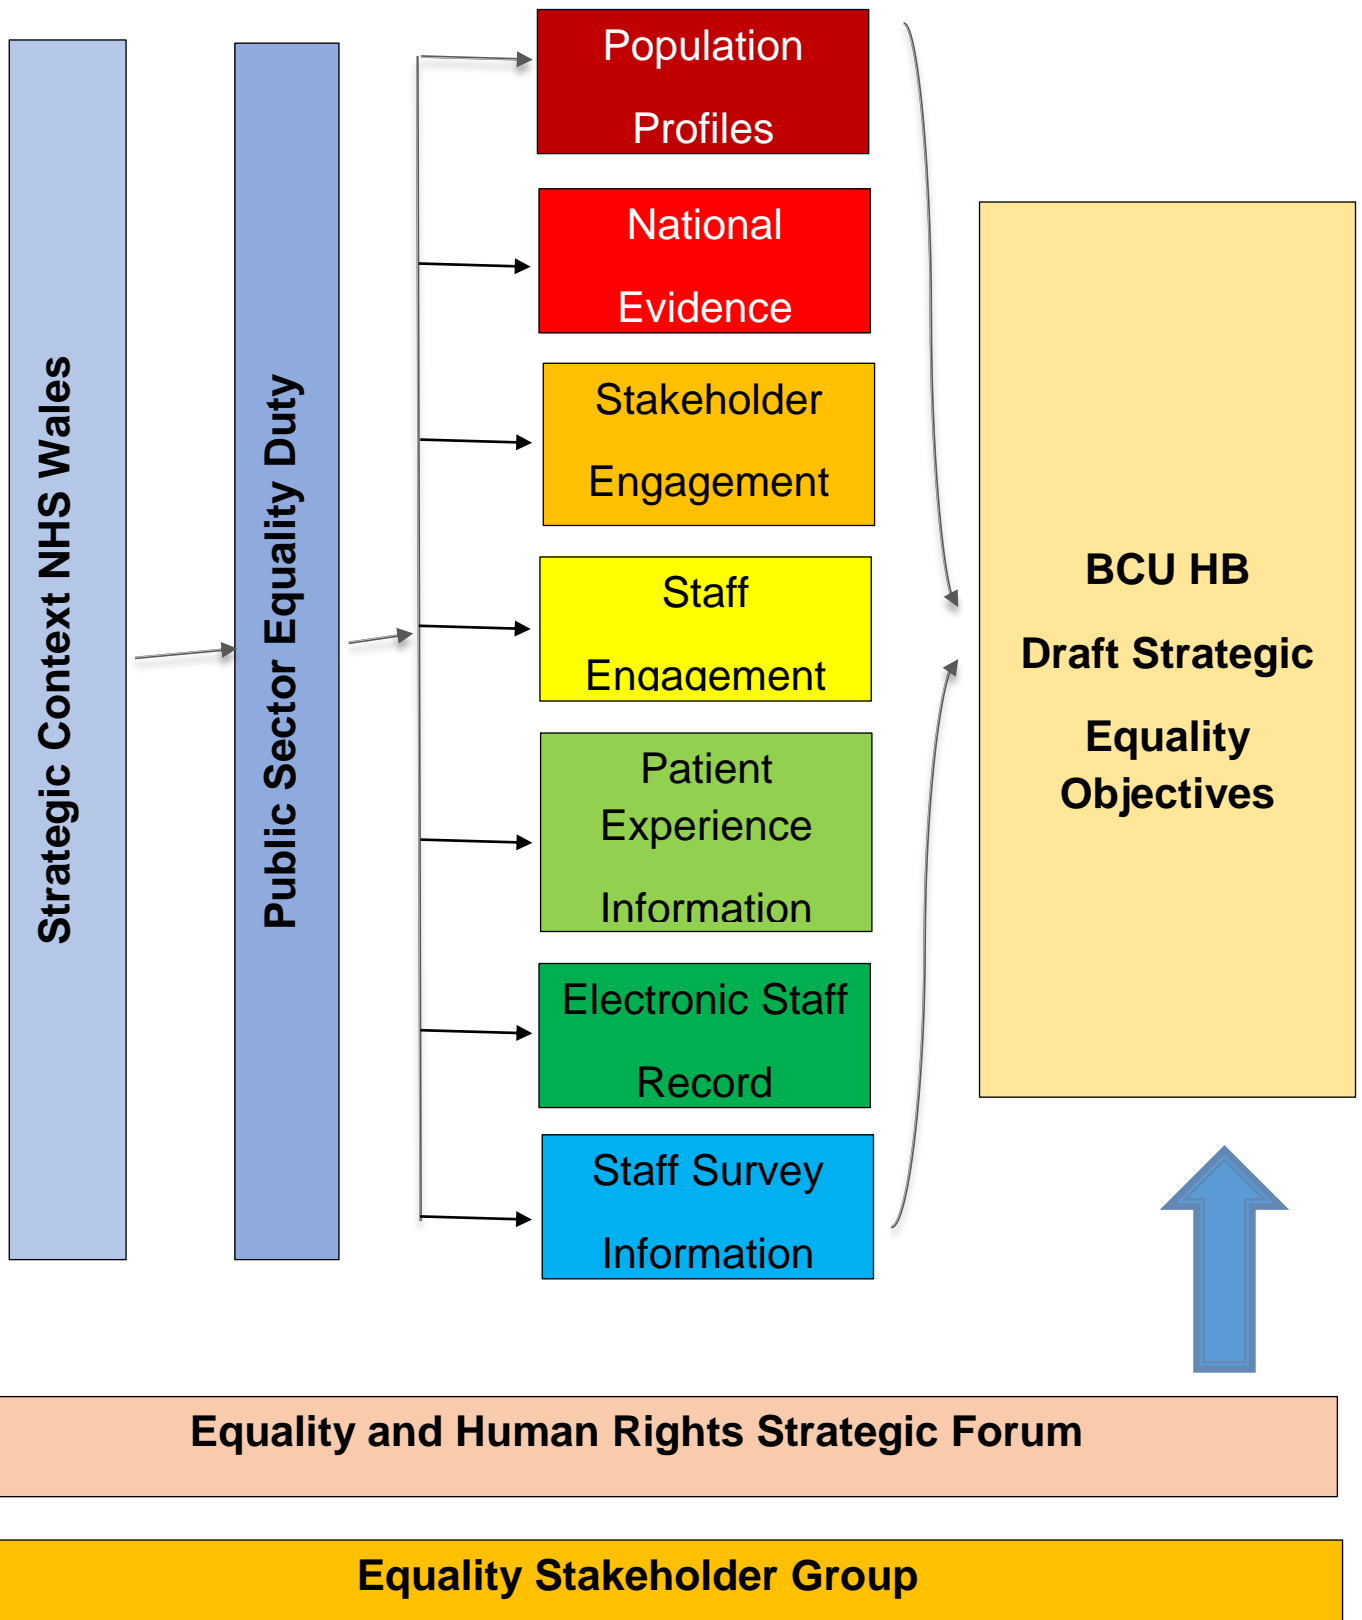 Strategic Context NHS Wales
Public Sector Equality Duty
Population
Profiles
National
Evidence
Stakeholder
Engagement
Staff
Engagement
Patient
Experience
Information
Electronic Staff
Record
Staff Survey
Information
BCU HB
Draft Strategic
Equality
Objectives
Equality and Human Rights Strategic Forum
Equality Stakeholder Group